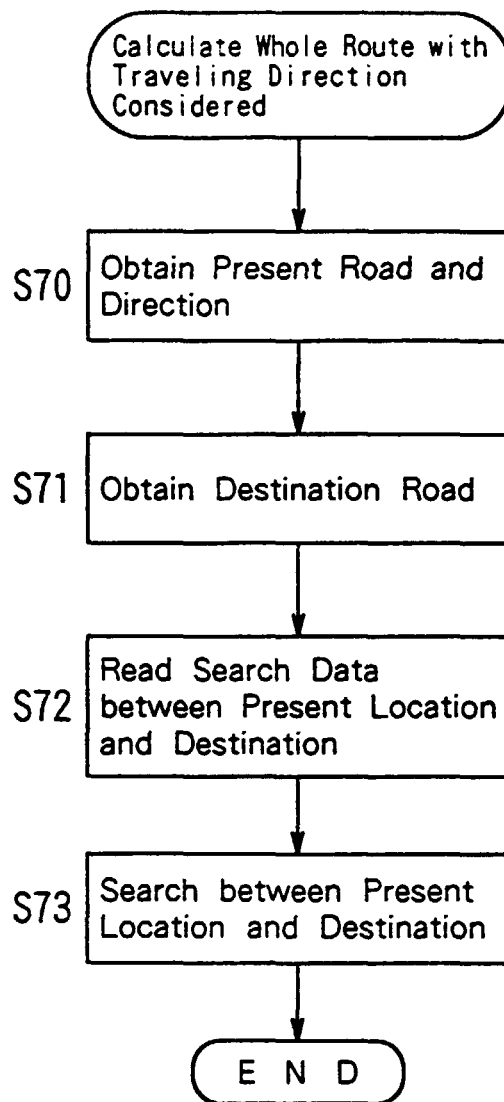 Calculate Whole Route with
Traveling Direction
Considered
S70
Obtain Present Road and
Direction
S71
Obtain Destination Road
S72
Read Search Data
between Present Location
and Destination
S73
Search between Present
Location and Destination
E N D